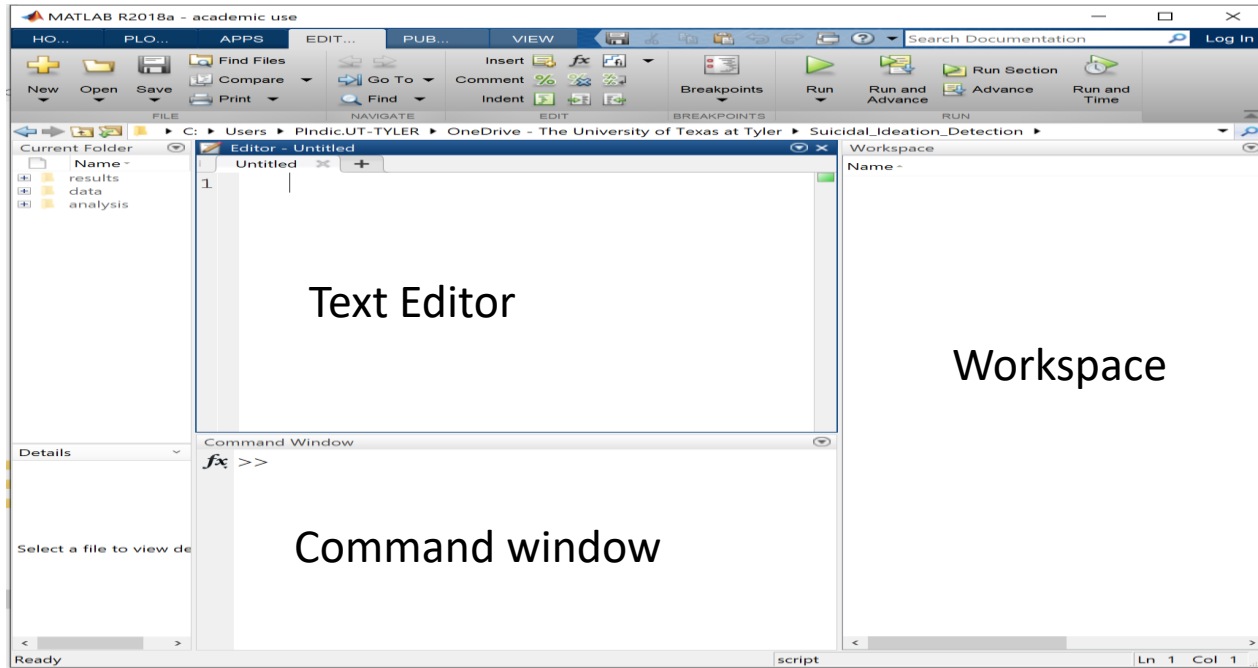 MATLAB R2018a - academic use
HO... PLO... APPS EDIT... PUB... VIEW Search Documentation Log In
Find Files Insert fx
New Open Save Compare Go To Comment Breakpoints Run Run and Advance Run Section Advance Run and Time
Print Find Indent
FILE NAVIGATE EDIT BREAKPOINTS RUN
C: Users PIndic.UT-TYLER OneDrive - The University of Texas at Tyler Suicidal_Ideation_Detection
Current Folder
Name
results
data
analysis
Details
Select a file to view de
Editor - Untitled
Untitled
1
Text Editor
Command Window
fx >>
Command window
Workspace
Name
Workspace
Ready script Ln 1 Col 1